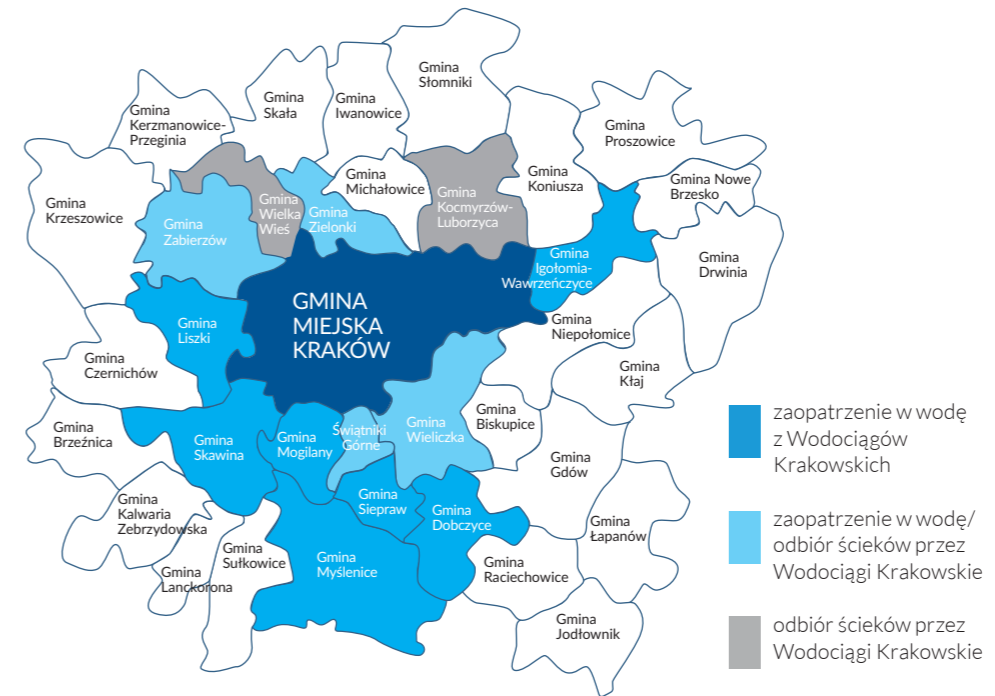 Gmina
Słomniki
Gmina
Skała
Gmina
Iwanowice
Gmina
Kerzmanowice-
Przeginia
Gmina
Proszowice
Gmina
Michałowice
Gmina
Koniusza
Gmina Nowe
Brzesko
Gmina
Krzeszowice
Gmina
Wielka
Wieś
Gmina
Kocmyrzów-
Luborzyca
Gmina
Zielonki
Gmina
Zabierzów
Gmina
Igołomia-
Wawrzeńczyce
Gmina
Drwinia
GMINA
MIEJSKA
KRAKÓW
Gmina
Liszki
Gmina
Niepołomice
Gmina
Czernichów
Gmina
Kłaj
Gmina
Brzeźnica
Gmina
Skawina
Gmina
Mogilany
Świątniki
Górne
Gmina
Wieliczka
Gmina
Biskupice
Gmina
Gdów
Gmina
Kalwaria
Zebrzydowska
Gmina
Siepraw
Gmina
Dobczyce
Gmina
Łapanów
Gmina
Sułkowice
Gmina
Myślenice
Gmina
Raciechowice
Gmina
Lanckorona
Gmina
Jodłownik
zaopatrzenie w wodę
z Wodociągów
Krakowskich
zaopatrzenie w wodę/
odbiór ścieków przez
Wodociągi Krakowskie
odbiór ścieków przez
Wodociągi Krakowskie